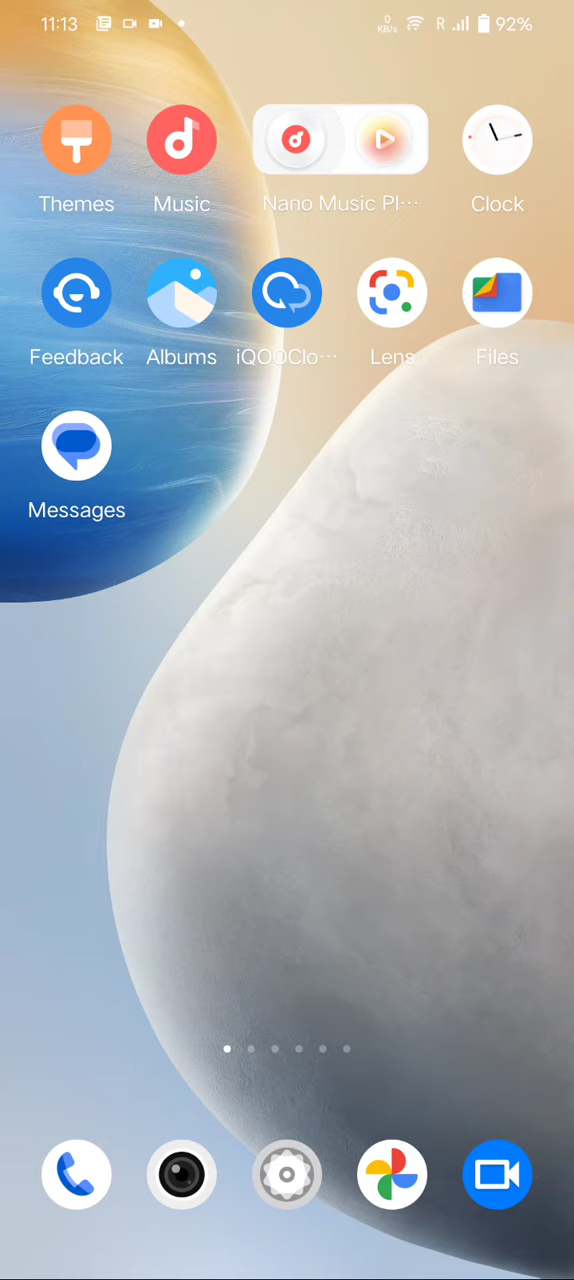 11:13 0 KB/s R 92%
Themes Music Nano Music Pl··· Clock
Feedback Albums iQOOClo··· Lens Files
Messages